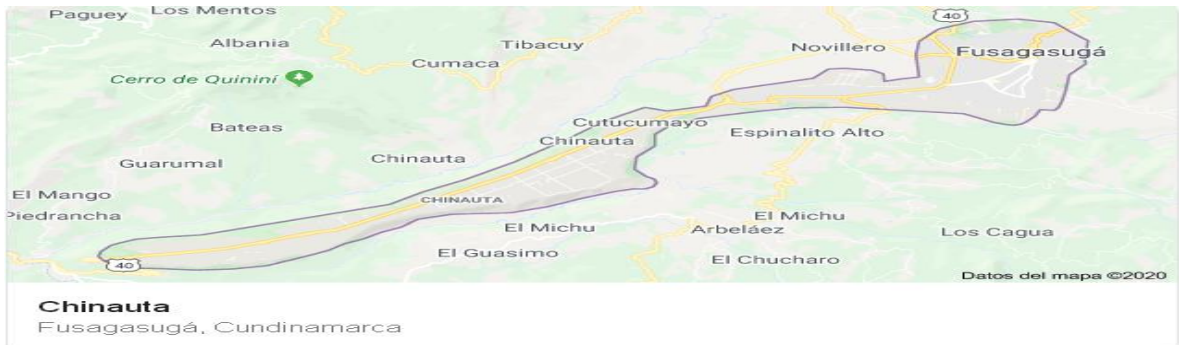 Paguey
Los Mentos
40
Albania
Tibacuy
Novillero
Fusagasugá
Cumaca
Cerro de Quininí
Bateas
Cutucumayo
Espinalito Alto
Chinauta
Guarumal
Chinauta
El Mango
CHINAUTA
Piedrancha
El Michu
El Michu
Arbeláez
Los Cagua
El Guasimo
El Chucharo
40
Datos del mapa ©2020
Chinauta
Fusagasugá, Cundinamarca